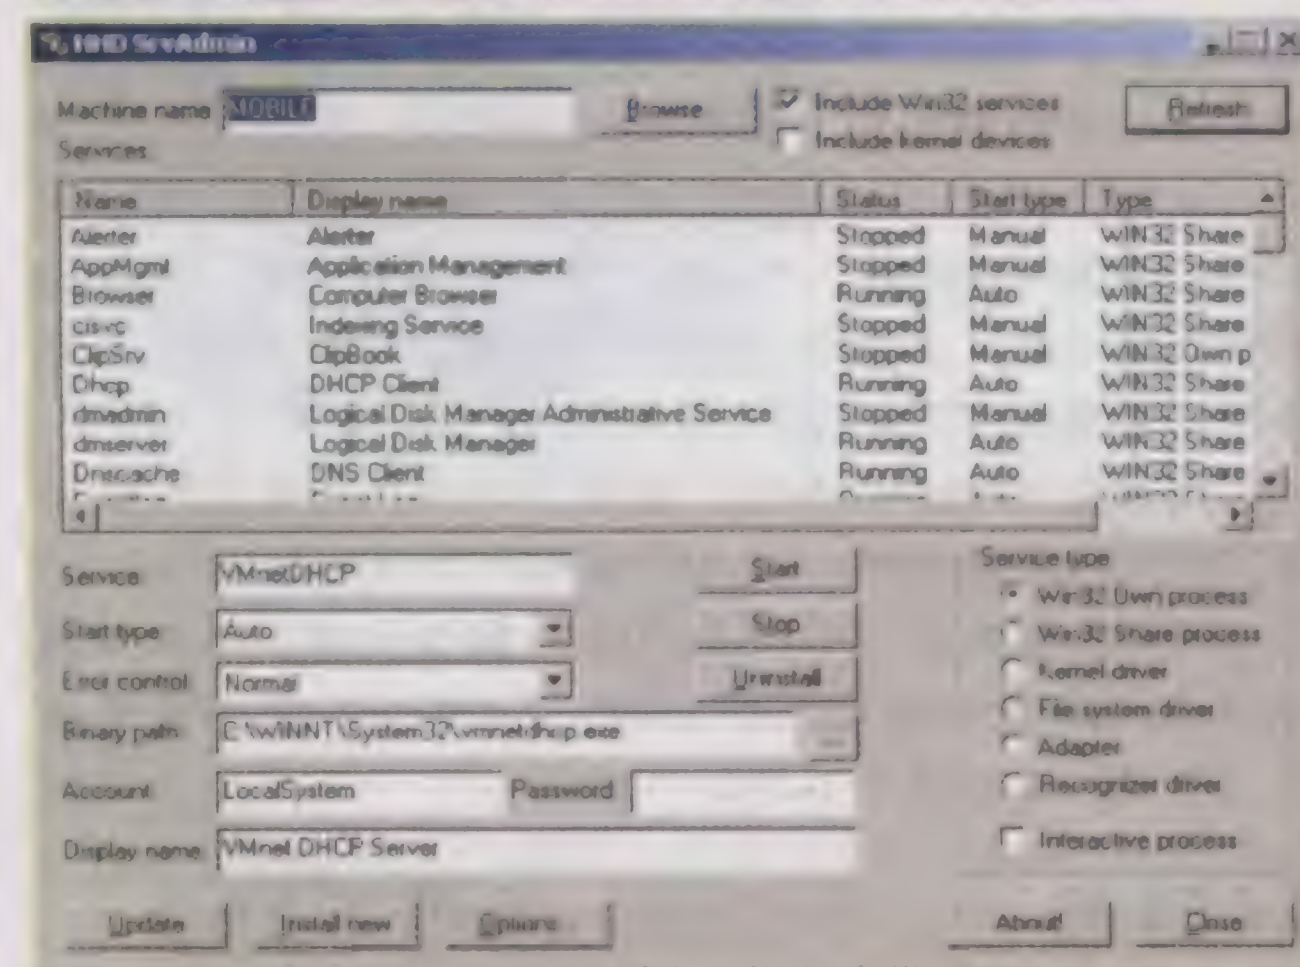 HHD SrvAdmin
Machine name MOBILE Browse Include Win32 services Refresh
Include kernel devices
Services
Name Display name Status Start type Type
Alerter Alerter Stopped Manual WIN32 Share
AppMgmt Application Management Stopped Manual WIN32 Share
Browser Computer Browser Running Auto WIN32 Share
cisvc Indexing Service Stopped Manual WIN32 Share
ClipSrv ClipBook Stopped Manual WIN32 Own p
Dhcp DHCP Client Running Auto WIN32 Share
dmadmin Logical Disk Manager Administrative Service Stopped Manual WIN32 Share
dmserver Logical Disk Manager Running Auto WIN32 Share
Dnscache DNS Client Running Auto WIN32 Share
Service VMnetDHCP Start Service type
Win32 Own process
Start type Auto Stop Win32 Share process
Error control Normal Uninstall Kernel driver
File system driver
Binary path C:\WINNT\System32\vmnetdhcp.exe ... Adapter
Account LocalSystem Password Recognizer driver
Display name VMnet DHCP Server Interactive process
Update Install new Options About Close